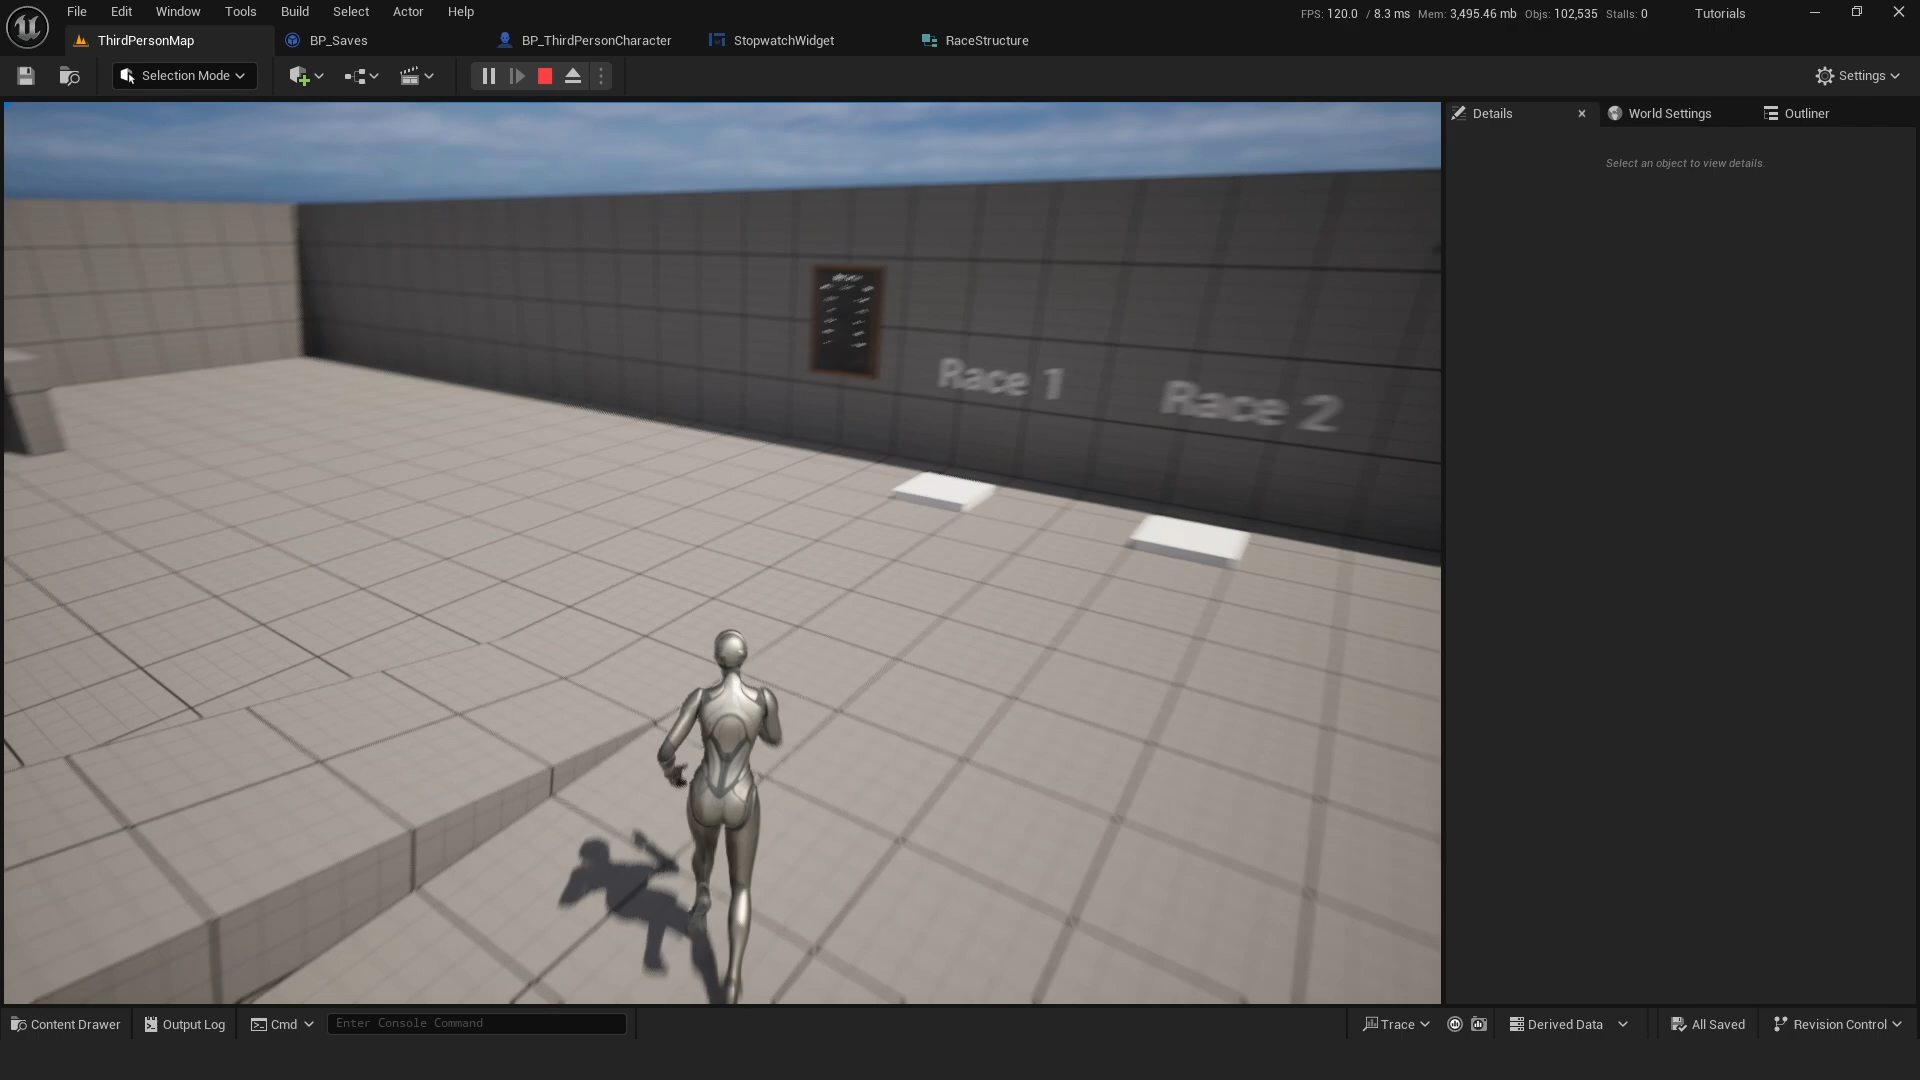 File Edit Window Tools Build Select Actor Help
FPS: 120.0 / 8.3 ms Mem: 3,495.46 mb Objs: 102,535 Stalls: 0
Tutorials
ThirdPersonMap
BP_Saves
BP_ThirdPersonCharacter
StopwatchWidget
RaceStructure
Selection Mode
Settings
Details
World Settings
Outliner
Select an object to view details.
Race 1
Race 2
Content Drawer
Output Log
Cmd
Enter Console Command
Trace
Derived Data
All Saved
Revision Control